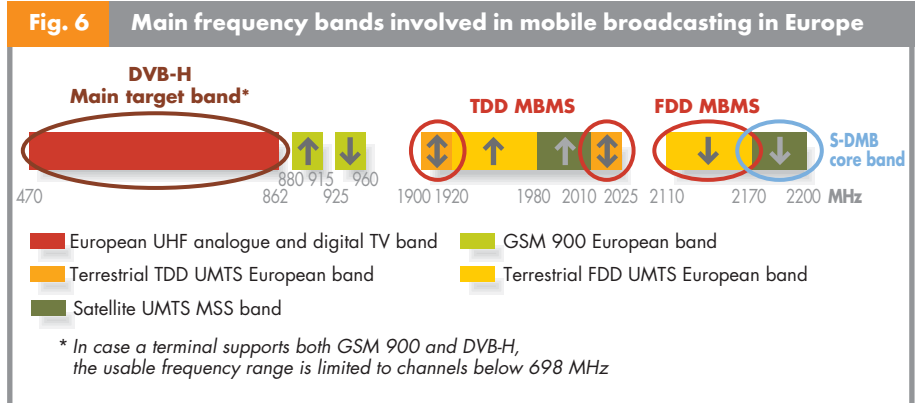 Fig. 6 Main frequency bands involved in mobile broadcasting in Europe
DVB-H
Main target band*
TDD MBMS
FDD MBMS
S-DMB
core band
470
862
880 915
925
960
1900 1920
1980
2010
2025
2110
2170
2200 MHz
European UHF analogue and digital TV band
GSM 900 European band
Terrestrial TDD UMTS European band
Terrestrial FDD UMTS European band
Satellite UMTS MSS band
* In case a terminal supports both GSM 900 and DVB-H,
the usable frequency range is limited to channels below 698 MHz